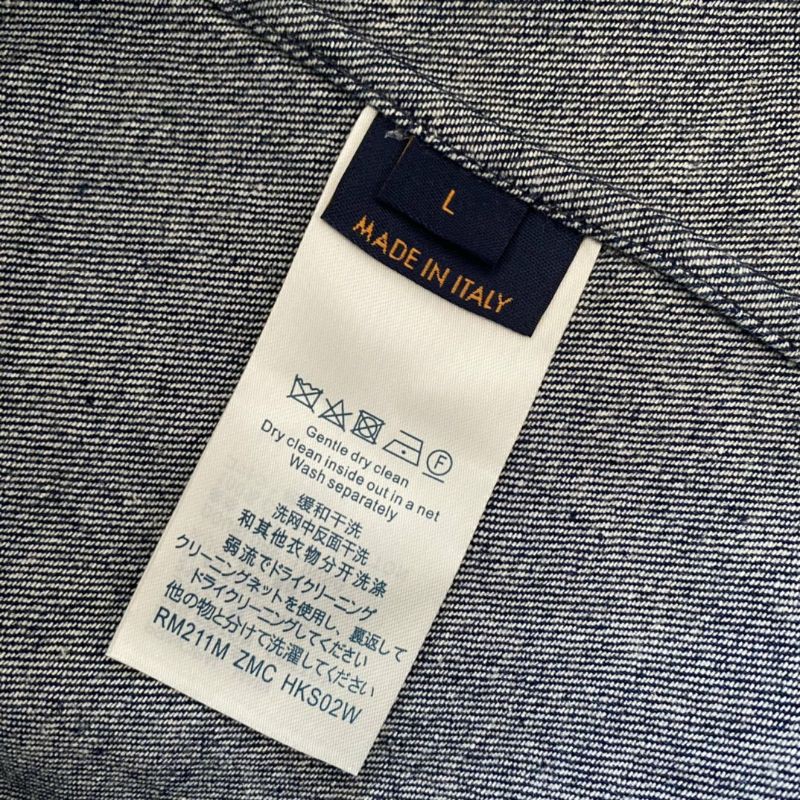 L
MADE IN ITALY
F
Gentle dry clean
Dry clean inside out in a net
Wash separately
缓和干洗
洗网中反面干洗
和其他衣物分开洗涤
弱流でドライクリーニング
クリーニングネットを使用し、裏返して
ドライクリーニングしてください
他の物と分けて洗濯してください
RM211M ZMC HKS02W